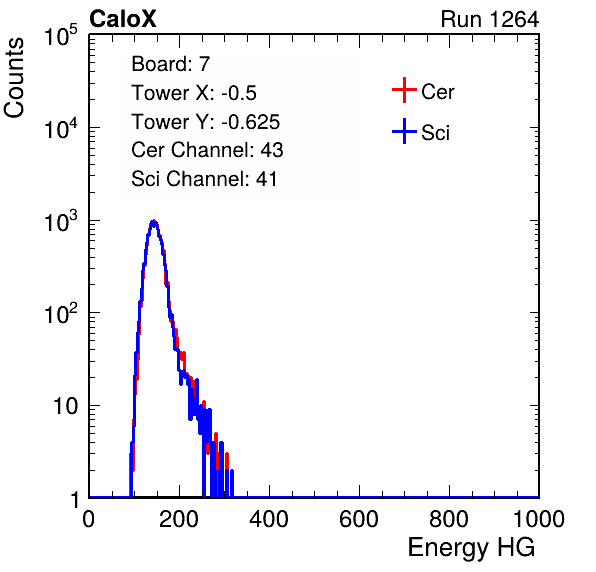 CaloX Run 1264
Counts
Board: 7
Tower X: -0.5
Tower Y: -0.625
Cer Channel: 43
Sci Channel: 41
Cer
Sci
10^5
10^4
10^3
10^2
10
1
0 200 400 600 800 1000
Energy HG